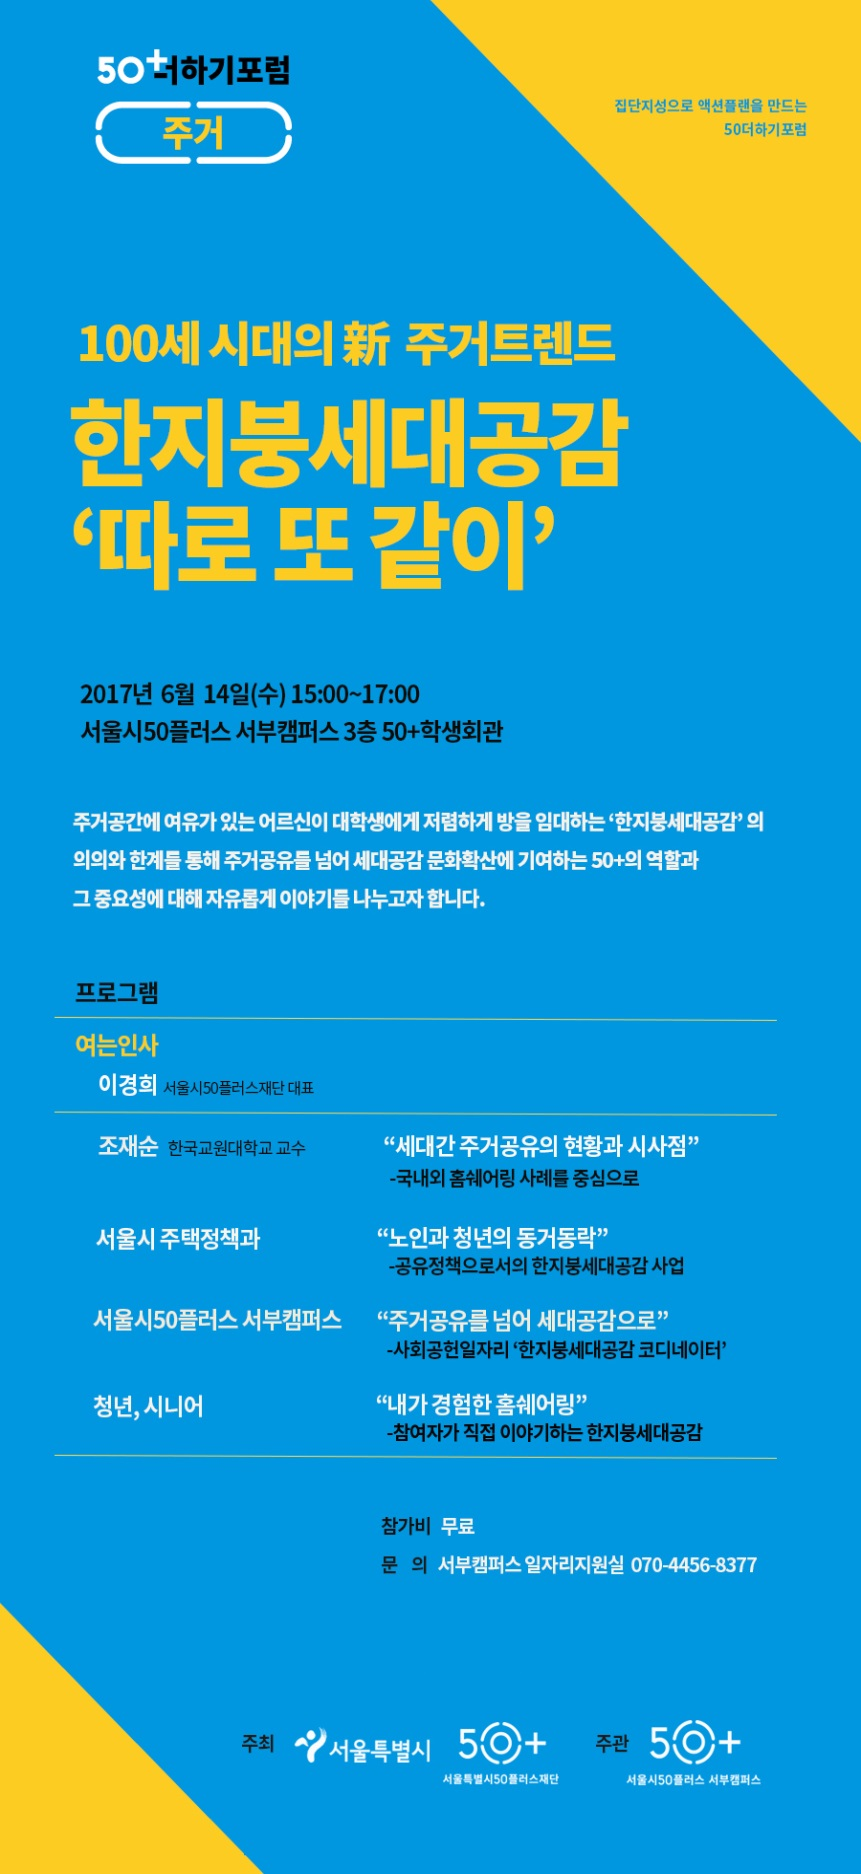 50+더하기포럼
주거
집단지성으로 액션플랜을 만드는
50더하기포럼
100세 시대의 新 주거트렌드
한지붕세대공감
‘따로 또 같이’
2017년 6월 14일(수) 15:00~17:00
서울시50플러스 서부캠퍼스 3층 50+학생회관
주거공간에 여유가 있는 어르신이 대학생에게 저렴하게 방을 임대하는 ‘한지붕세대공감’ 의
의의와 한계를 통해 주거공유를 넘어 세대공감 문화확산에 기여하는 50+의 역할과
그 중요성에 대해 자유롭게 이야기를 나누고자 합니다.
프로그램
여는인사
이경희 서울시50플러스재단 대표
조재순 한국교원대학교 교수 “세대간 주거공유의 현황과 시사점”
-국내외 홈쉐어링 사례를 중심으로
서울시 주택정책과 “노인과 청년의 동거동락”
-공유정책으로서의 한지붕세대공감 사업
서울시50플러스 서부캠퍼스 “주거공유를 넘어 세대공감으로”
-사회공헌일자리 ‘한지붕세대공감 코디네이터’
청년, 시니어 “내가 경험한 홈쉐어링”
-참여자가 직접 이야기하는 한지붕세대공감
참가비 무료
문 의 서부캠퍼스 일자리지원실 070-4456-8377
주최 서울특별시 50+ 주관 50+
서울특별시50플러스재단 서울시50플러스 서부캠퍼스